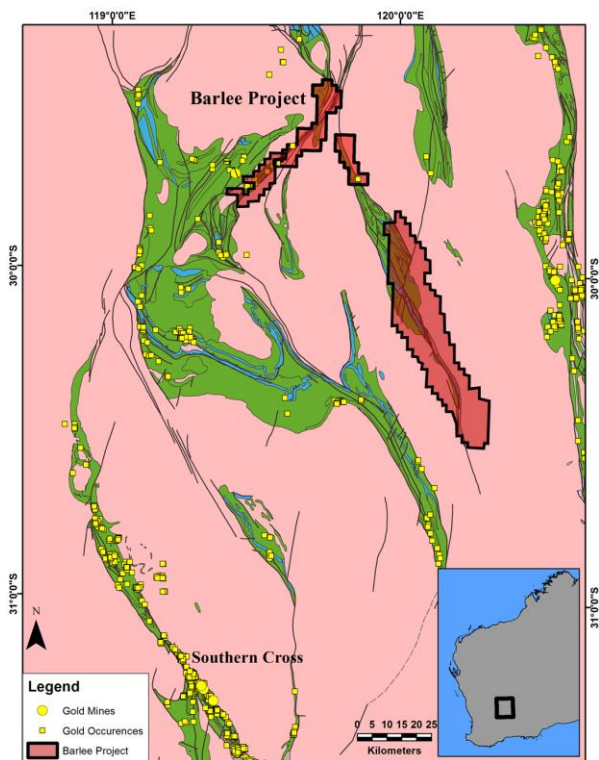 119°0'0"E
120°0'0"E
Barlee Project
30°0'0"S
30°0'0"S
31°0'0"S
31°0'0"S
N
Southern Cross
Legend
Gold Mines
Gold Occurences
Barlee Project
0 5 10 15 20 25
Kilometers